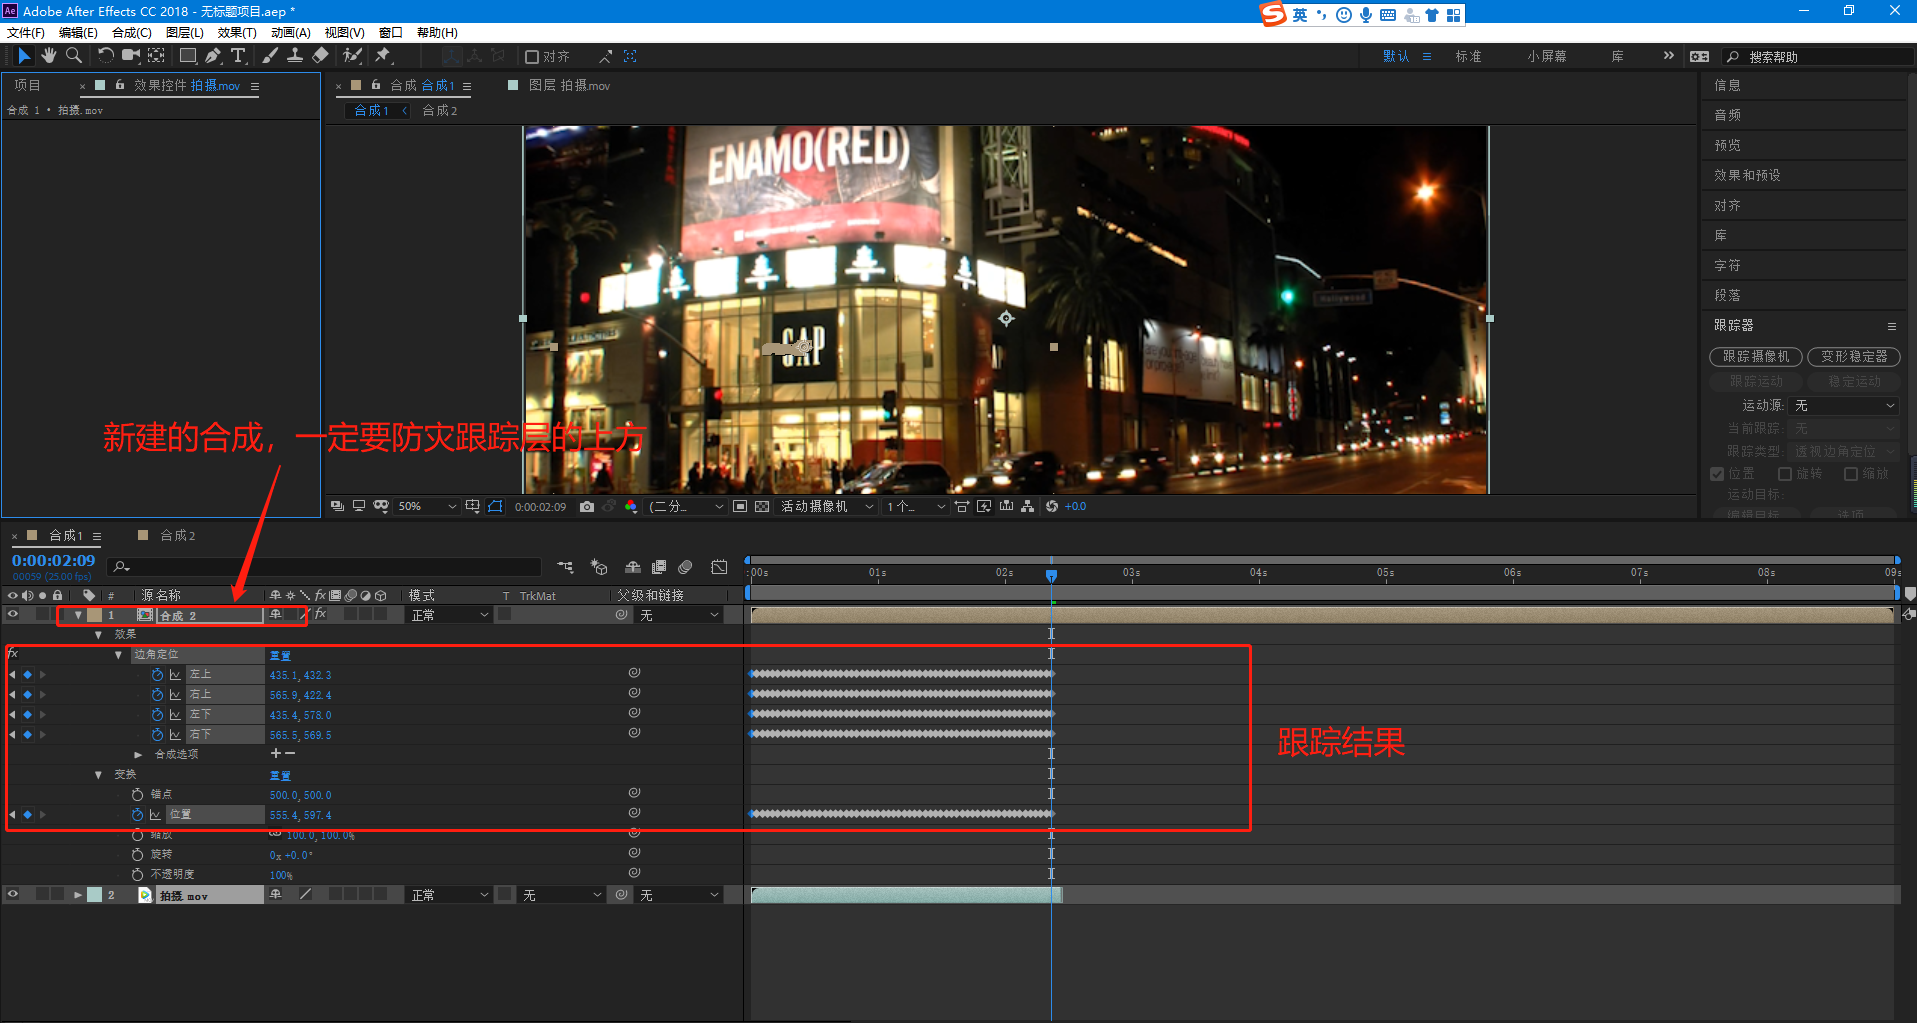 Ae Adobe After Effects CC 2018 - 无标题项目.aep *
英
文件(F) 编辑(E) 合成(C) 图层(L) 效果(T) 动画(A) 视图(V) 窗口 帮助(H)
对齐 默认 标准 小屏幕 库 搜索帮助
项目 效果控件 拍摄.mov
合成 1 • 拍摄.mov
合成 合成1 图层 拍摄.mov
合成1 合成2
ENAMO(RED)
GAP
Hollywood
信息
音频
预览
效果和预设
对齐
库
字符
段落
跟踪器
跟踪摄像机 变形稳定器
跟踪运动 稳定运动
运动源: 无
当前跟踪: 无
跟踪类型: 透视边角定位
位置 旋转 缩放
运动目标:
编辑目标... 选项...
新建的合成，一定要防灾跟踪层的上方
50% 0:00:02:09 (二分... 活动摄像机 1个... +0.0
合成1 合成2
0:00:02:09
00059 (25.00 fps)
:00s 01s 02s 03s 04s 05s 06s 07s 08s 09s
# 源名称 fx 模式 T TrkMat 父级和链接
1 合成 2 fx 正常 无
效果
fx 边角定位 重置
左上 435.1,432.3
右上 565.9,422.4
左下 435.4,578.0
右下 565.5,569.5
合成选项 +−
变换 重置
锚点 500.0,500.0
位置 555.4,597.4
缩放 100.0,100.0%
旋转 0x+0.0°
不透明度 100%
2 拍摄.mov 正常 无 无
跟踪结果